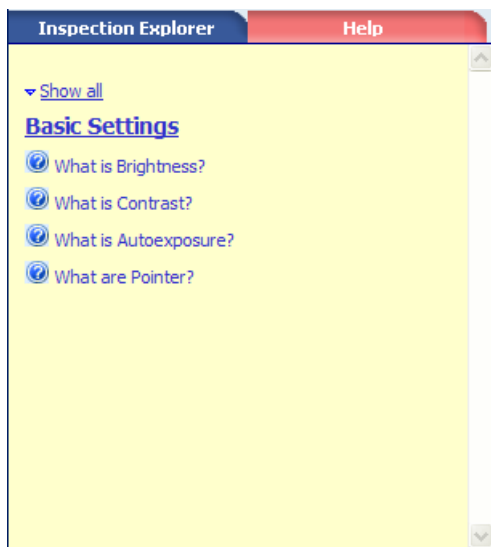 Inspection Explorer Help
Show all
Basic Settings
What is Brightness?
What is Contrast?
What is Autoexposure?
What are Pointer?